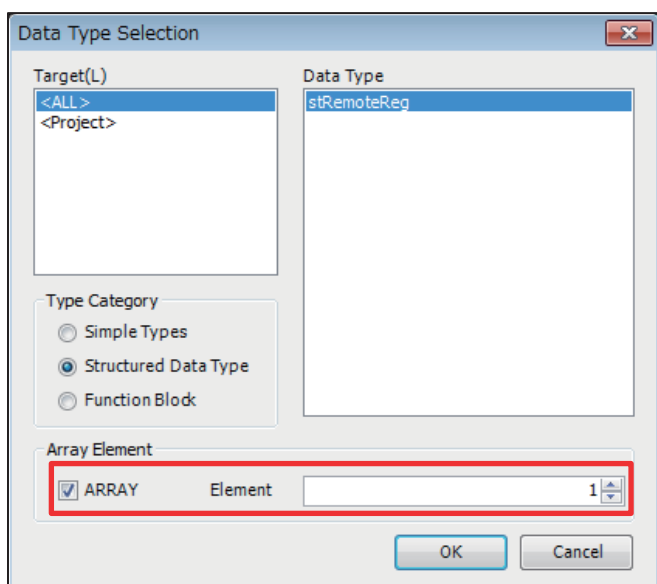 Data Type Selection
Target(L)
<ALL>
<Project>
Data Type
stRemoteReg
Type Category
Simple Types
Structured Data Type
Function Block
Array Element
ARRAY Element 1
OK Cancel